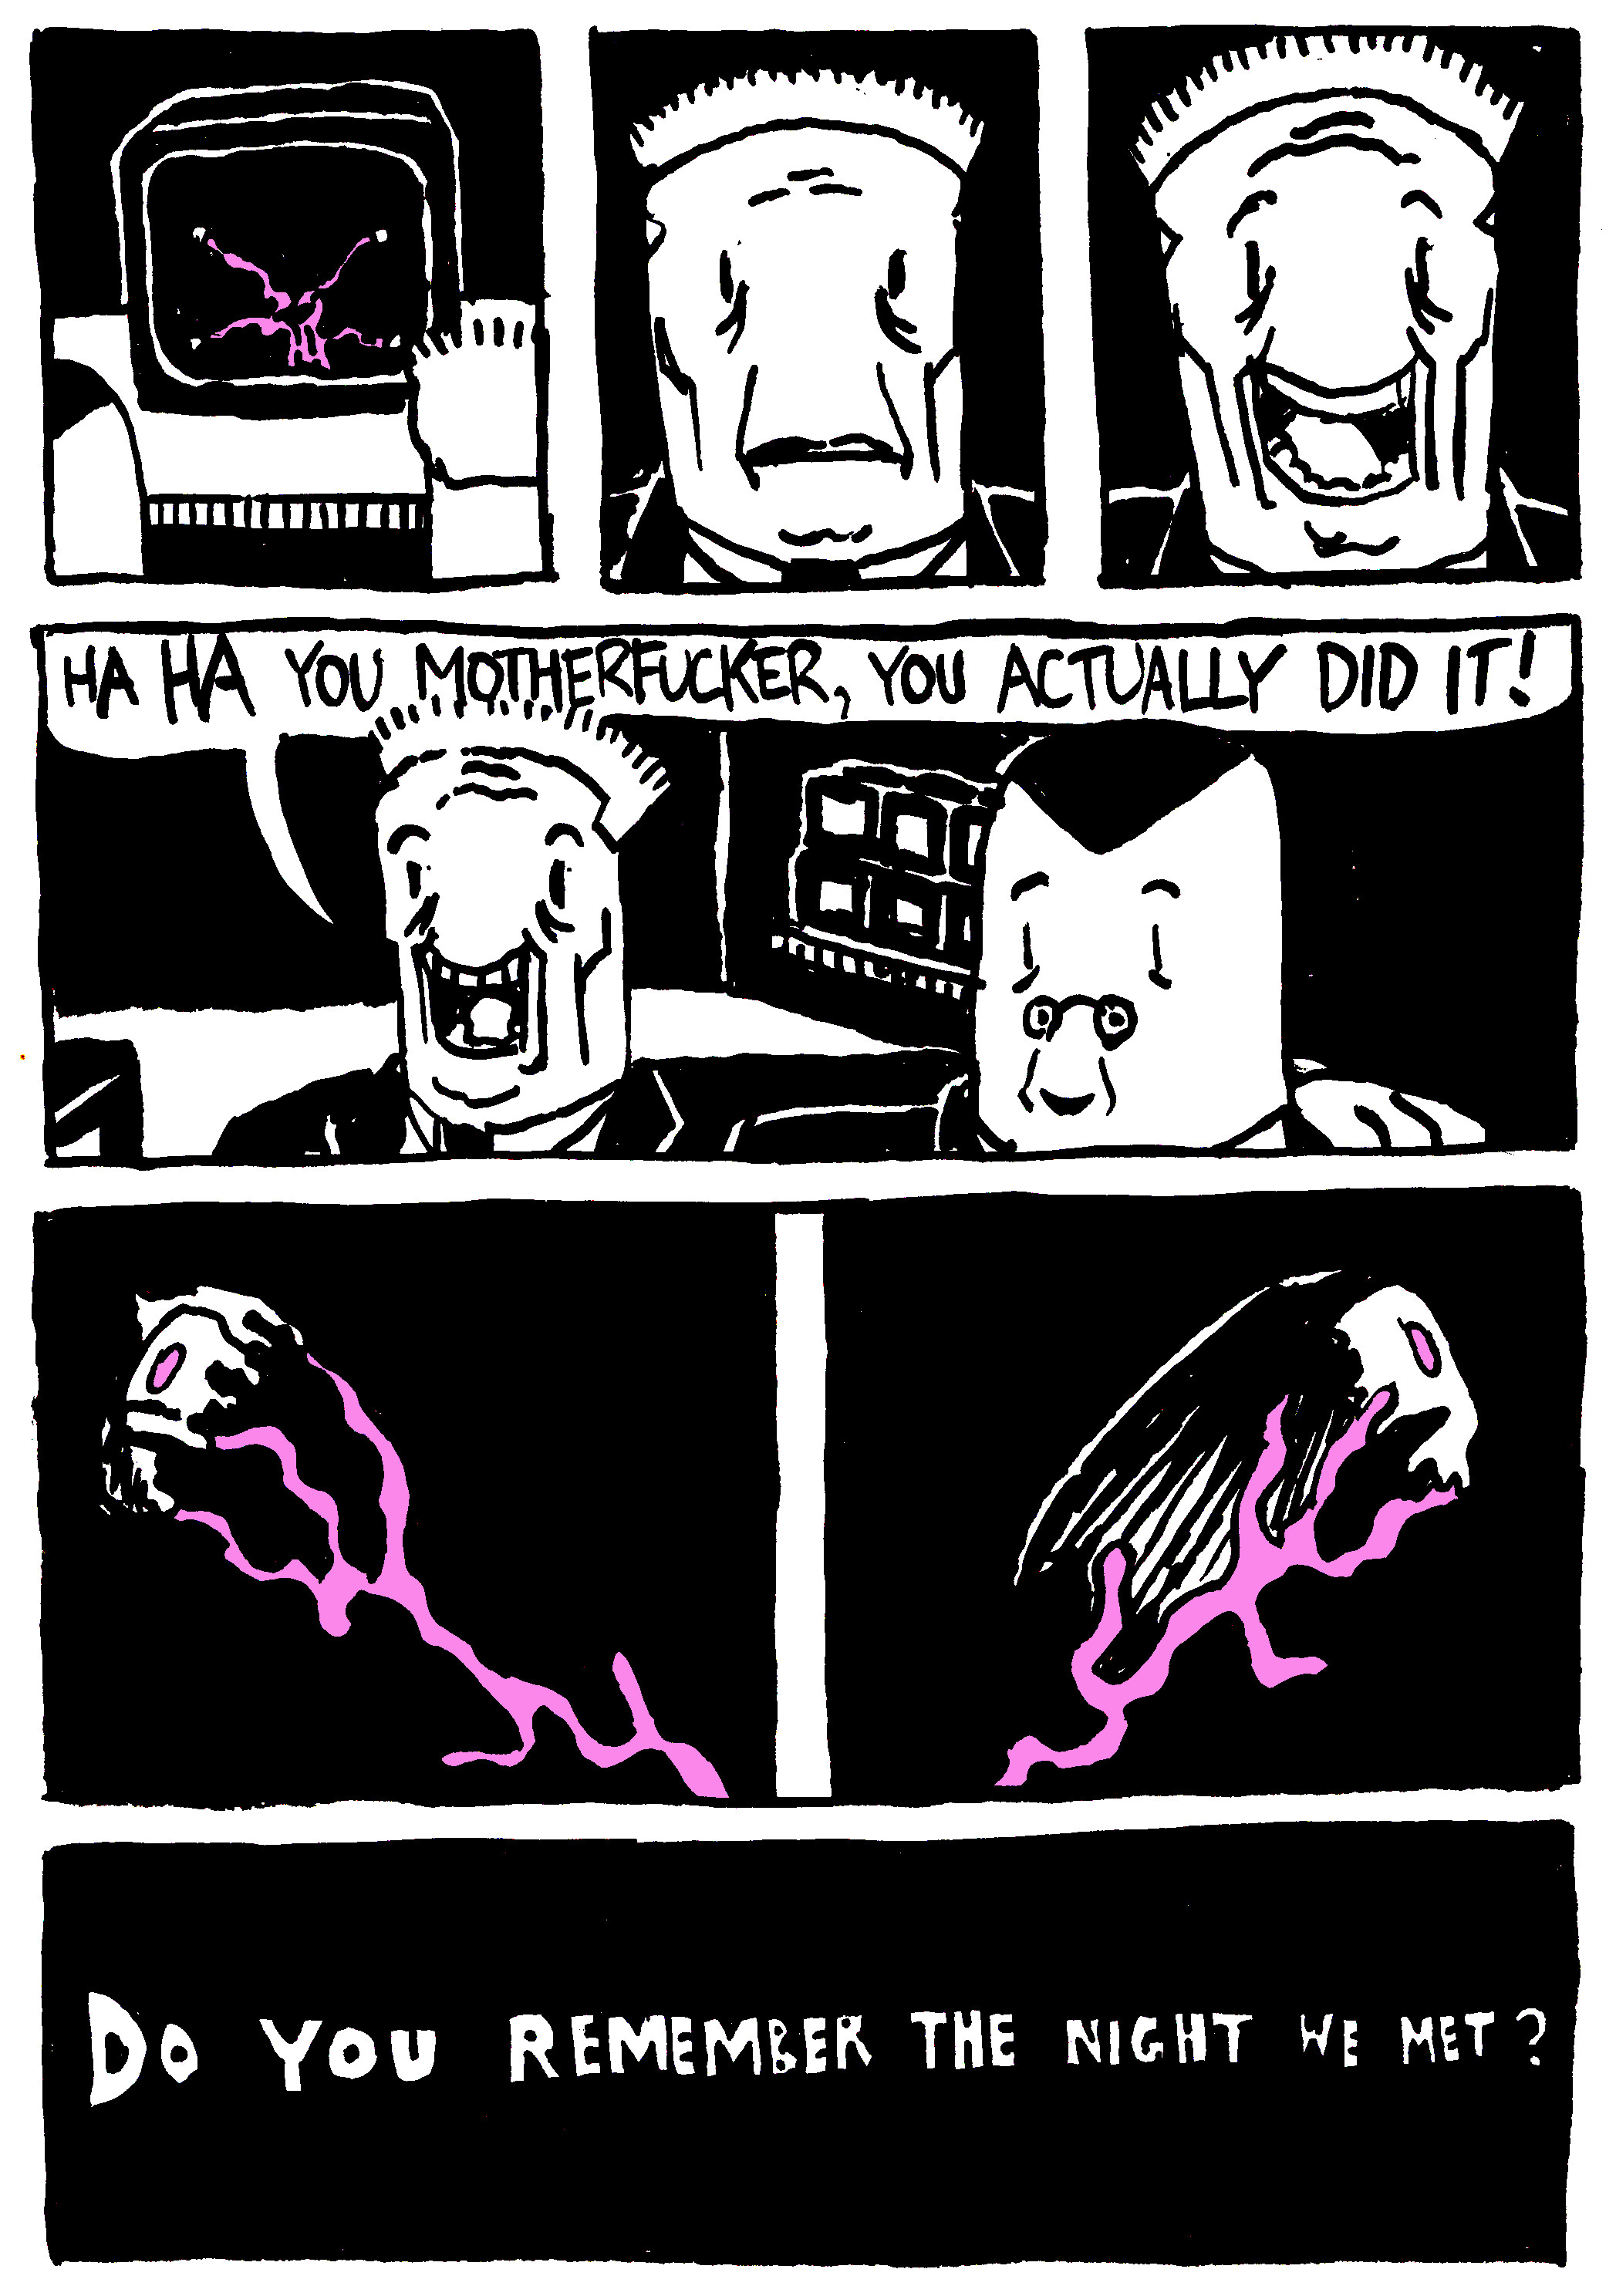 HA HA YOU MOTHERFUCKER, YOU ACTUALLY DID IT!
DO YOU REMEMBER THE NIGHT WE MET?